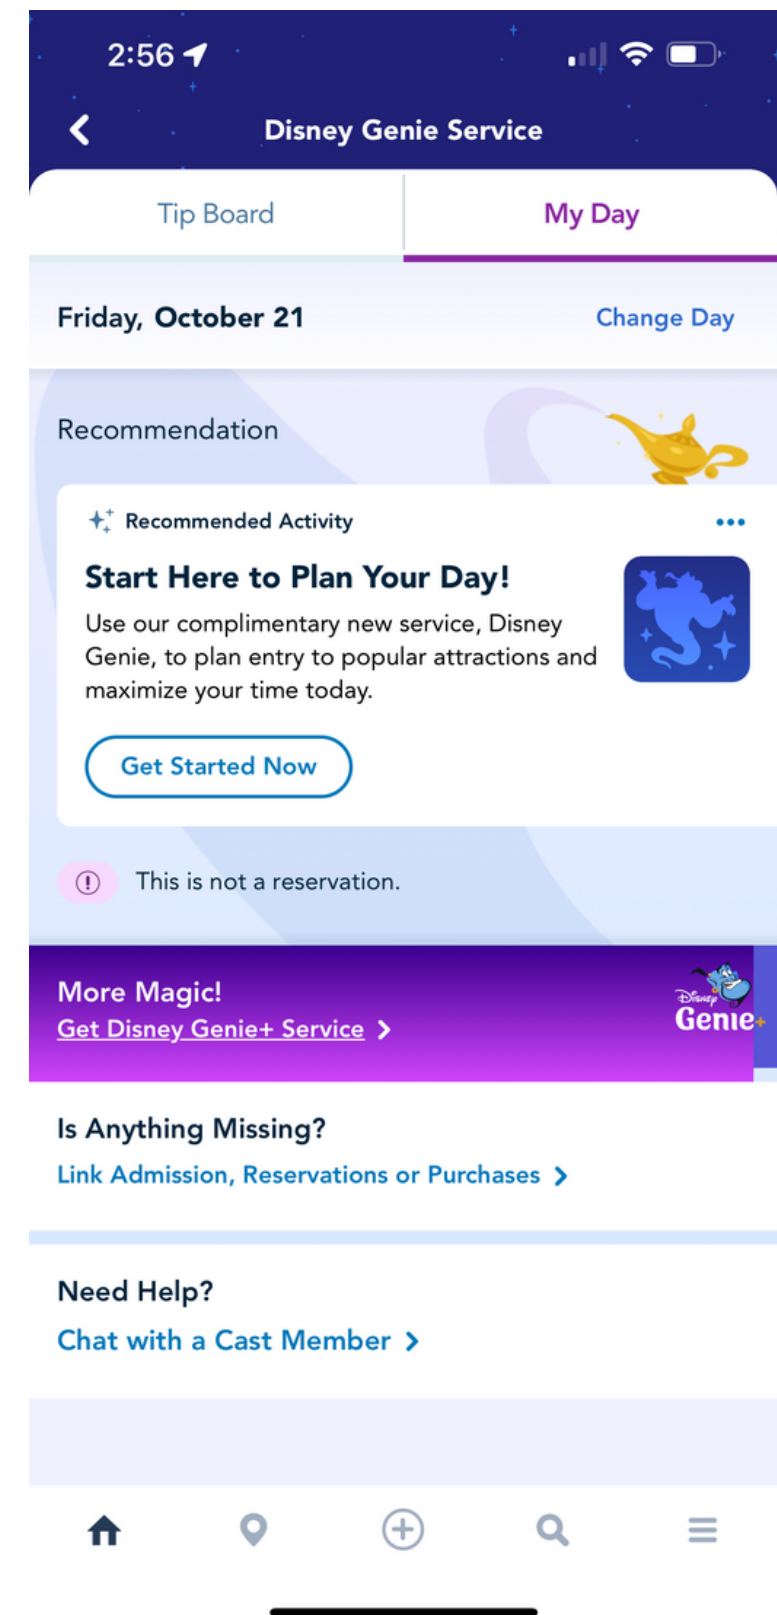 2:56
Disney Genie Service
Tip Board
My Day
Friday, October 21
Change Day
Recommendation
Recommended Activity
Start Here to Plan Your Day!
Use our complimentary new service, Disney
Genie, to plan entry to popular attractions and
maximize your time today.
Get Started Now
This is not a reservation.
More Magic!
Get Disney Genie+ Service
Disney
Genie+
Is Anything Missing?
Link Admission, Reservations or Purchases
Need Help?
Chat with a Cast Member